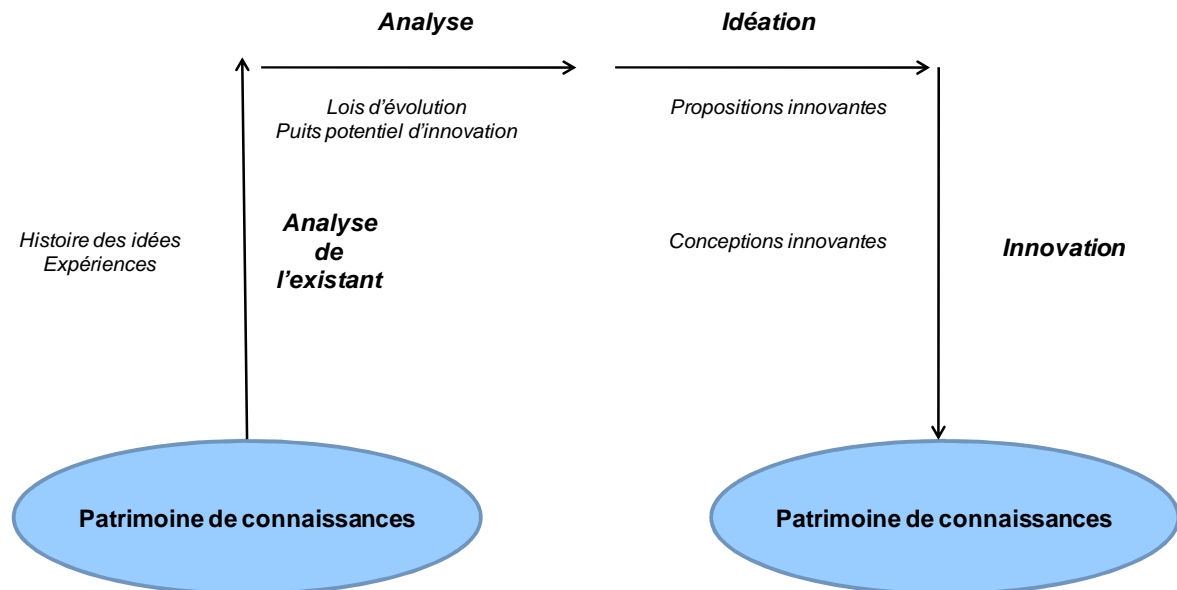 Analyse
Idéation
Lois d'évolution
Puits potentiel d'innovation
Propositions innovantes
Histoire des idées
Expériences
Analyse
de
l'existant
Conceptions innovantes
Innovation
Patrimoine de connaissances
Patrimoine de connaissances